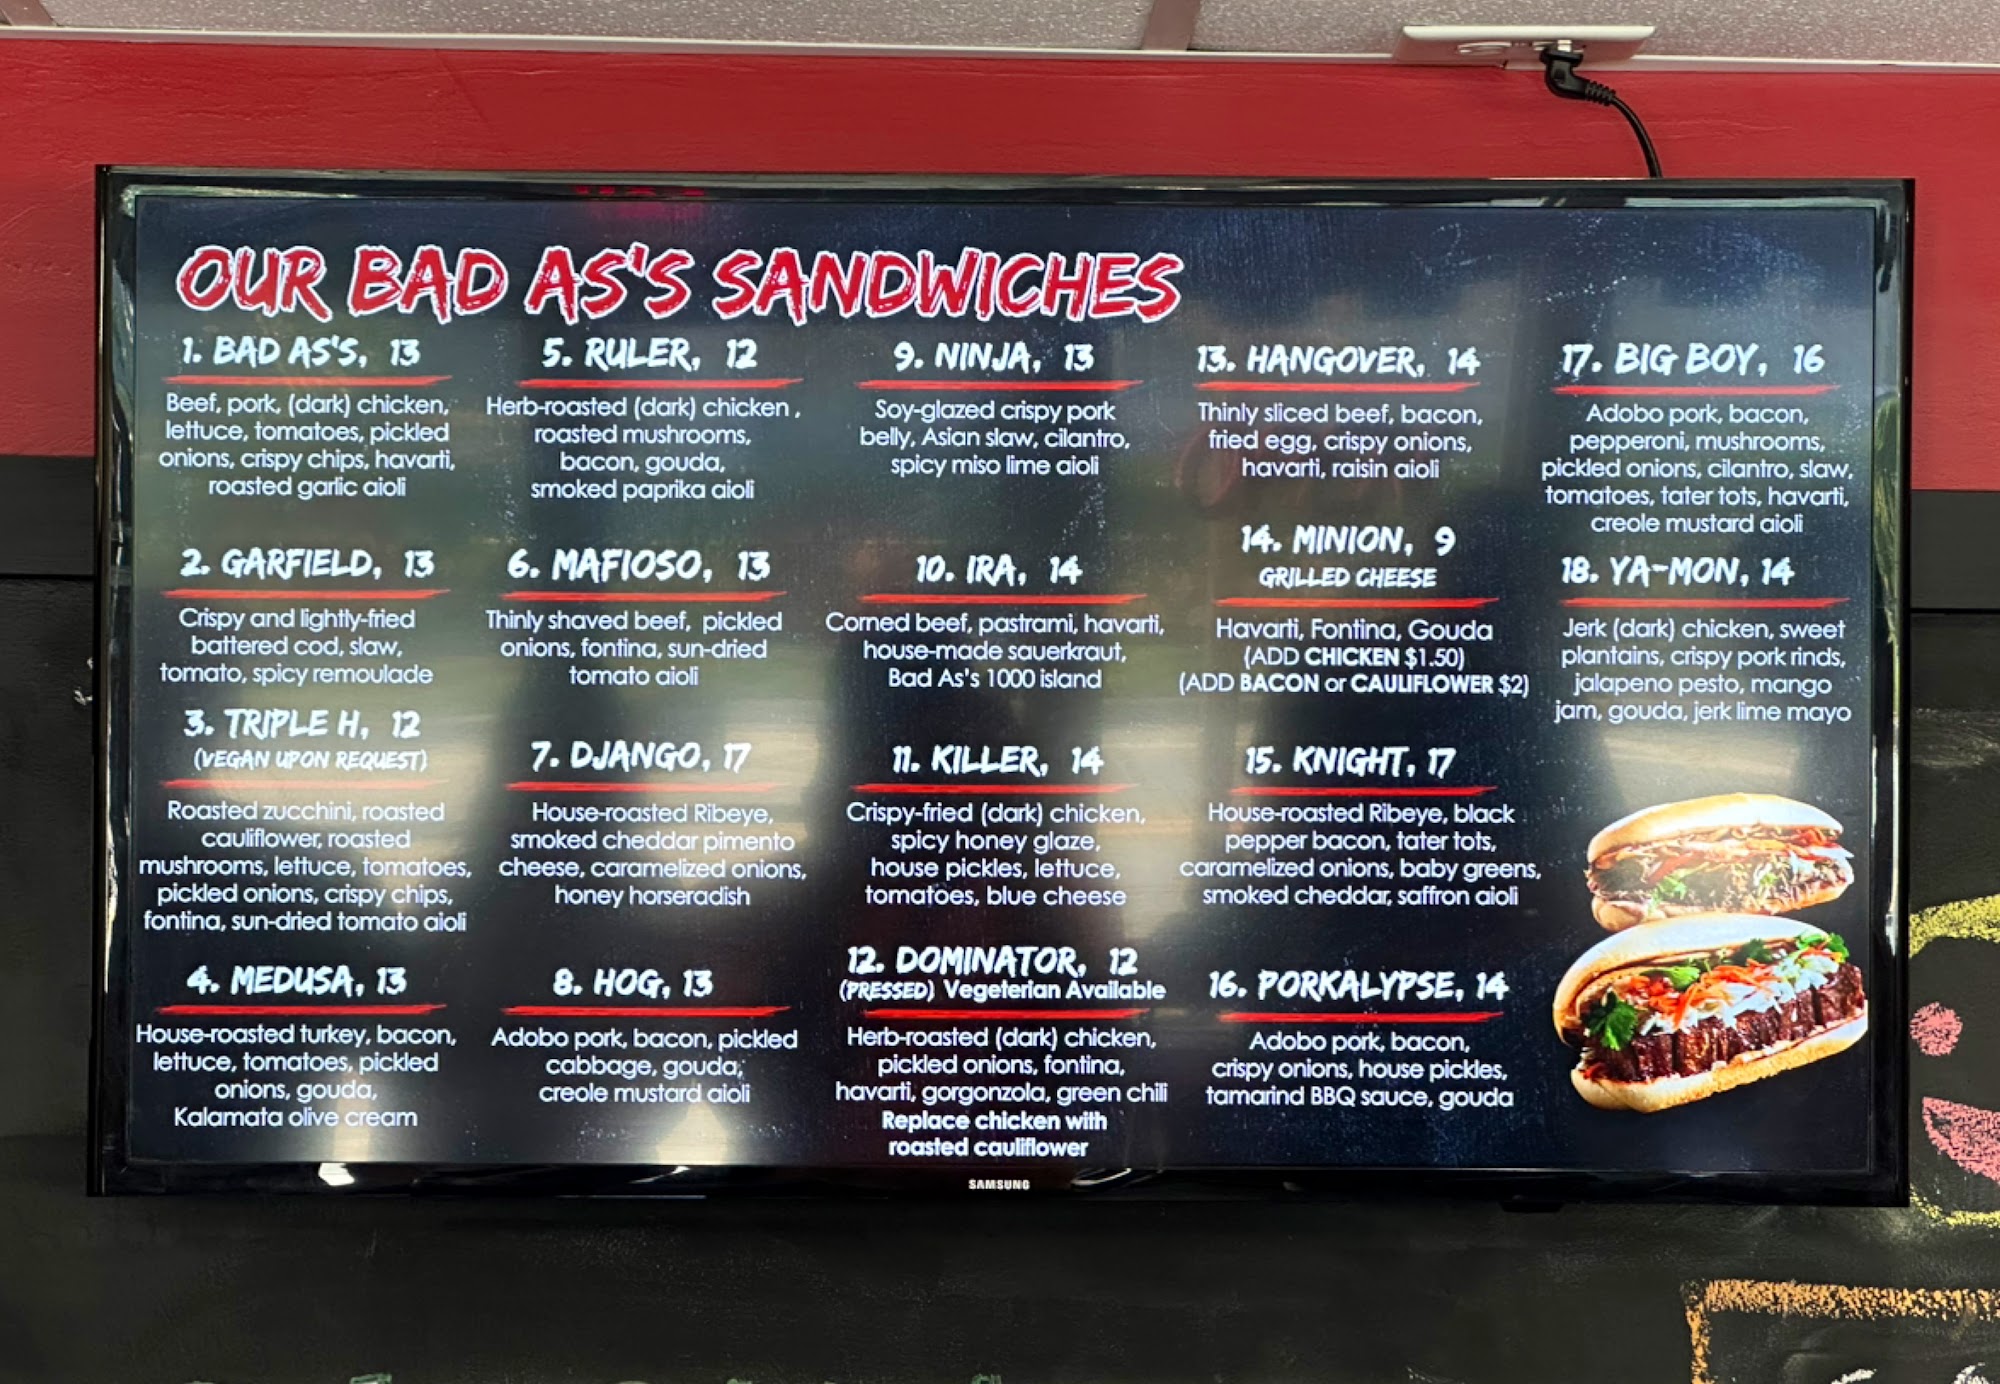 OUR BAD AS'S SANDWICHES
1. BAD AS'S, 13
Beef, pork, (dark) chicken,
lettuce, tomatoes, pickled
onions, crispy chips, havarti,
roasted garlic aioli
2. GARFIELD, 13
Crispy and lightly-fried
battered cod, slaw,
tomato, spicy remoulade
3. TRIPLE H, 12
(VEGAN UPON REQUEST)
Roasted zucchini, roasted
cauliflower, roasted
mushrooms, lettuce, tomatoes,
pickled onions, crispy chips,
fontina, sun-dried tomato aioli
4. MEDUSA, 13
House-roasted turkey, bacon,
lettuce, tomatoes, pickled
onions, gouda,
Kalamata olive cream
5. RULER, 12
Herb-roasted (dark) chicken ,
roasted mushrooms,
bacon, gouda,
smoked paprika aioli
6. MAFIOSO, 13
Thinly shaved beef, pickled
onions, fontina, sun-dried
tomato aioli
7. DJANGO, 17
House-roasted Ribeye,
smoked cheddar pimento
cheese, caramelized onions,
honey horseradish
8. HOG, 13
Adobo pork, bacon, pickled
cabbage, gouda;
creole mustard aioli
9. NINJA, 13
Soy-glazed crispy pork
belly, Asian slaw, cilantro,
spicy miso lime aioli
10. IRA, 14
Corned beef, pastrami, havarti,
house-made sauerkraut,
Bad As's 1000 island
11. KILLER, 14
Crispy-fried (dark) chicken,
spicy honey glaze,
house pickles, lettuce,
tomatoes, blue cheese
12. DOMINATOR, 12
(PRESSED) Vegeterian Available
Herb-roasted (dark) chicken,
pickled onions, fontina,
havarti, gorgonzola, green chili
Replace chicken with
roasted cauliflower
13. HANGOVER, 14
Thinly sliced beef, bacon,
fried egg, crispy onions,
havarti, raisin aioli
14. MINION, 9
GRILLED CHEESE
Havarti, Fontina, Gouda
(ADD CHICKEN $1.50)
(ADD BACON or CAULIFLOWER $2)
15. KNIGHT, 17
House-roasted Ribeye, black
pepper bacon, tater tots,
caramelized onions, baby greens,
smoked cheddar, saffron aioli
16. PORKALYPSE, 14
Adobo pork, bacon,
crispy onions, house pickles,
tamarind BBQ sauce, gouda
17. BIG BOY, 16
Adobo pork, bacon,
pepperoni, mushrooms,
pickled onions, cilantro, slaw,
tomatoes, tater tots, havarti,
creole mustard aioli
18. YA-MON, 14
Jerk (dark) chicken, sweet
plantains, crispy pork rinds,
jalapeno pesto, mango
jam, gouda, jerk lime mayo
SAMSUNG